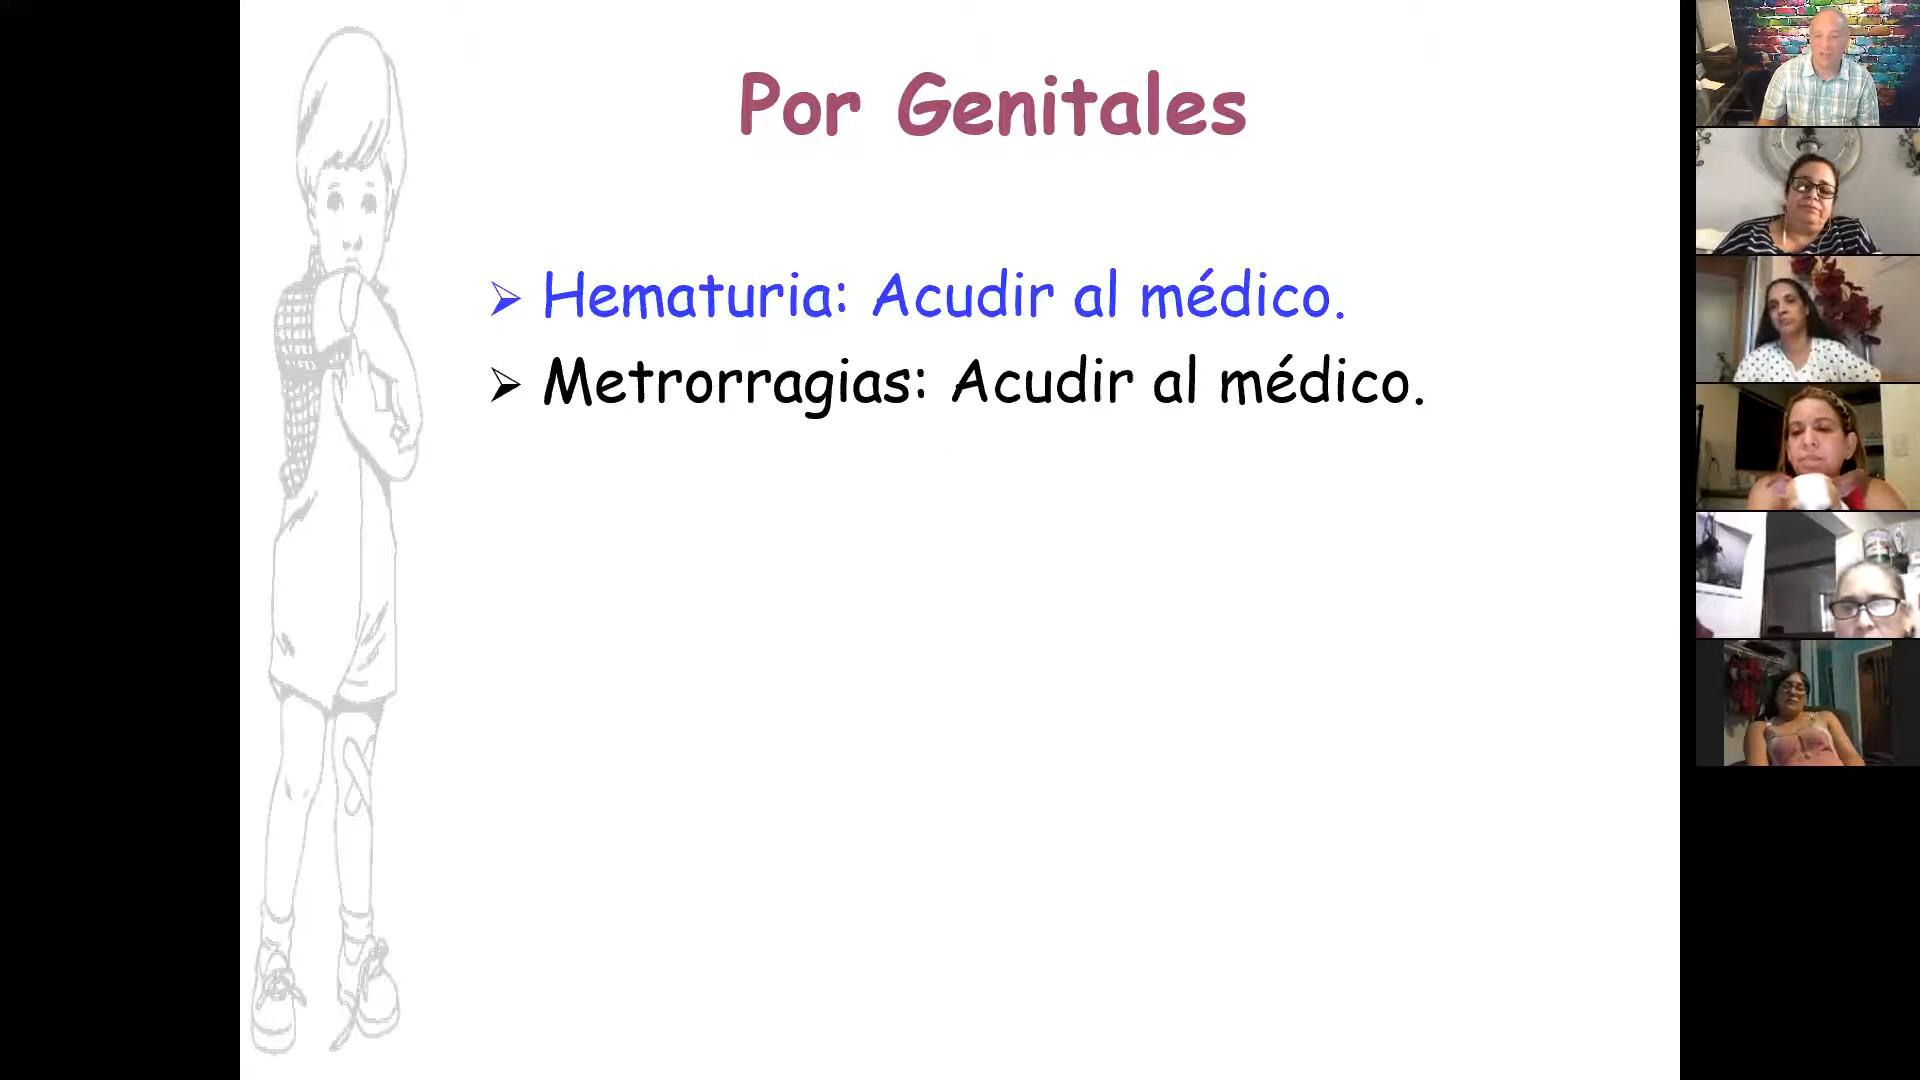 Por Genitales
Hematuria: Acudir al médico.
Metrorragias: Acudir al médico.